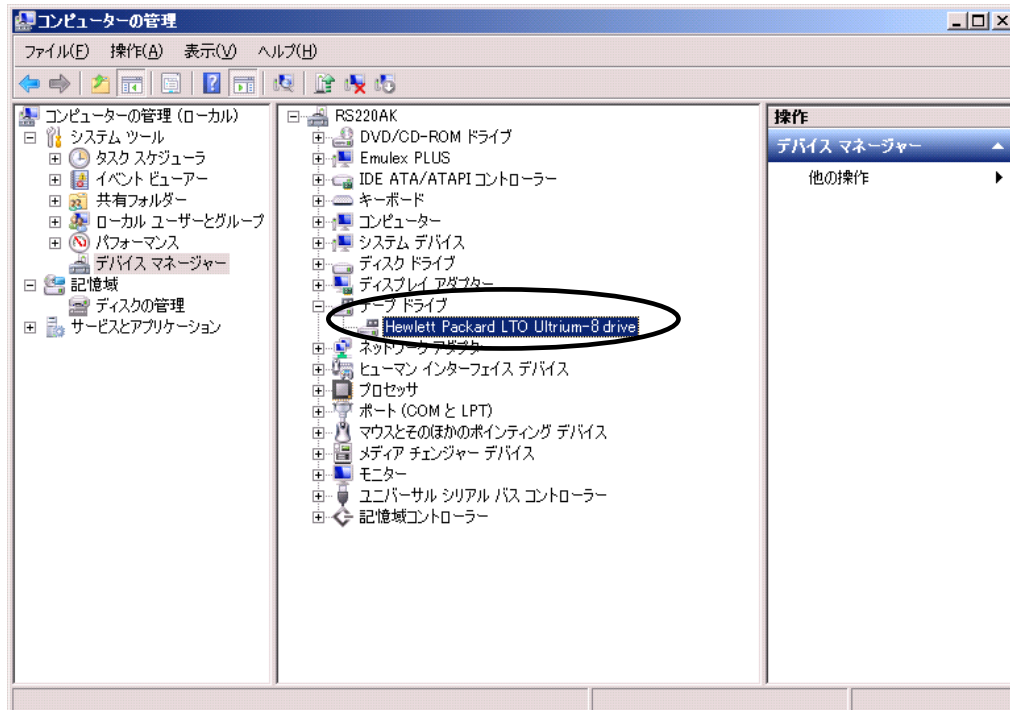 コンピューターの管理
ファイル(F) 操作(A) 表示(V) ヘルプ(H)
コンピューターの管理 (ローカル)
システム ツール
タスク スケジューラ
イベント ビューアー
共有フォルダー
ローカル ユーザーとグループ
パフォーマンス
デバイス マネージャー
記憶域
ディスクの管理
サービスとアプリケーション
RS220AK
DVD/CD-ROM ドライブ
Emulex PLUS
IDE ATA/ATAPI コントローラー
キーボード
コンピューター
システム デバイス
ディスク ドライブ
ディスプレイ アダプター
テープ ドライブ
Hewlett Packard LTO Ultrium-8 drive
ネットワーク アダプター
ヒューマン インターフェイス デバイス
プロセッサ
ポート (COM と LPT)
マウスとそのほかのポインティング デバイス
メディア チェンジャー デバイス
モニター
ユニバーサル シリアル バス コントローラー
記憶域コントローラー
操作
デバイス マネージャー
他の操作